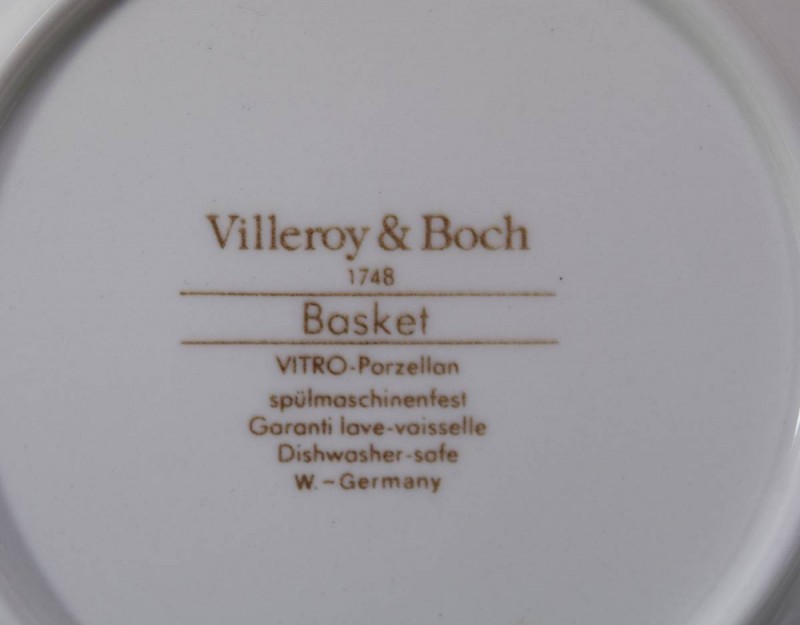 Villeroy & Boch
1748
Basket
VITRO-Porzellan
spülmaschinenfest
Garanti lave-vaisselle
Dishwasher-safe
W.-Germany